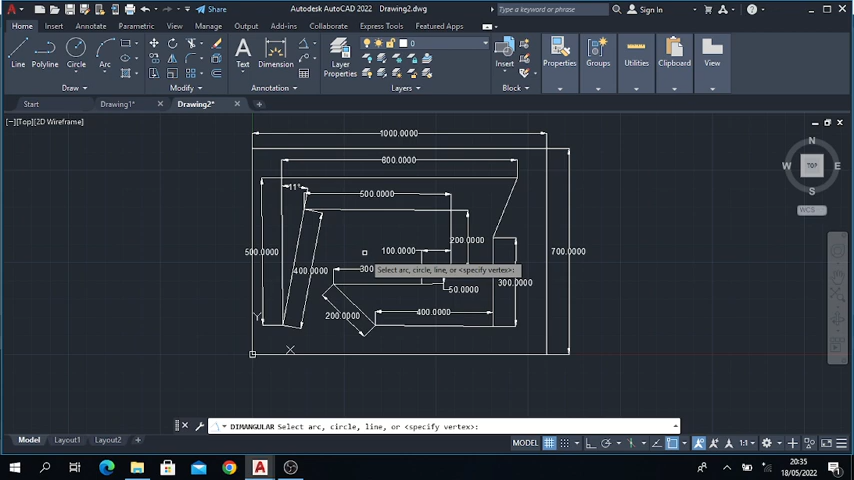 Share
Autodesk AutoCAD 2022 Drawing2.dwg
Type a keyword or phrase
Sign In
Home Insert Annotate Parametric View Manage Output Add-ins Collaborate Express Tools Featured Apps
Line Polyline Circle Arc
Text Dimension
Layer
Properties
0
Insert
Properties Groups Utilities Clipboard View
Draw Modify Annotation Layers Block
Start Drawing1* Drawing2*
[−][Top][2D Wireframe]
1000.0000
800.0000
11°
500.0000
500.0000
400.0000
100.0000
200.0000
700.0000
300
Select arc, circle, line, or <specify vertex>:
50.0000
300.0000
200.0000
400.0000
Y
X
N
W TOP E
S
WCS
DIMANGULAR Select arc, circle, line, or <specify vertex>:
Model Layout1 Layout2
MODEL
1:1
20:35
18/05/2022